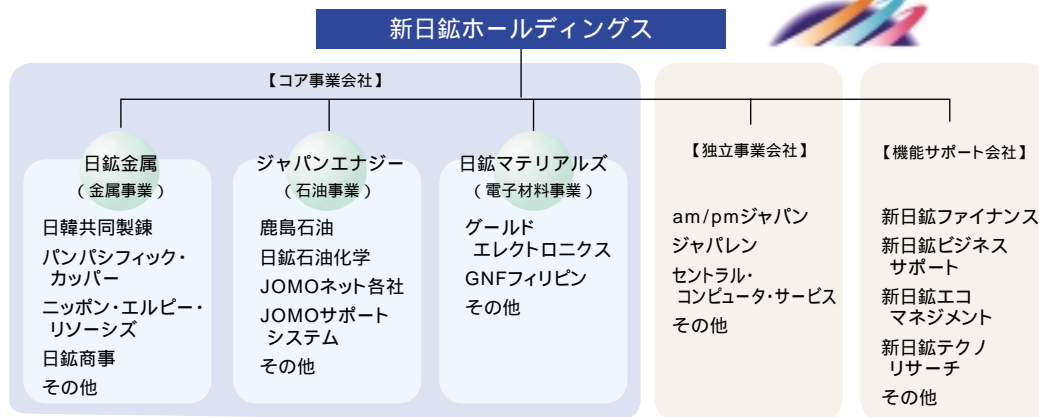 新日鉱ホールディングス
【コア事業会社】
日鉱金属
（金属事業）
日韓共同製錬
パンパシフィック・
カッパー
ニッポン・エルピー・
リソーシズ
日鉱商事
その他
ジャパンエナジー
（石油事業）
鹿島石油
日鉱石油化学
JOMOネット各社
JOMOサポート
システム
その他
日鉱マテリアルズ
（電子材料事業）
グールド
エレクトロニクス
GNFフィリピン
その他
【独立事業会社】
am/pmジャパン
ジャパレン
セントラル・
コンピュータ・サービス
その他
【機能サポート会社】
新日鉱ファイナンス
新日鉱ビジネス
サポート
新日鉱エコ
マネジメント
新日鉱テクノ
リサーチ
その他